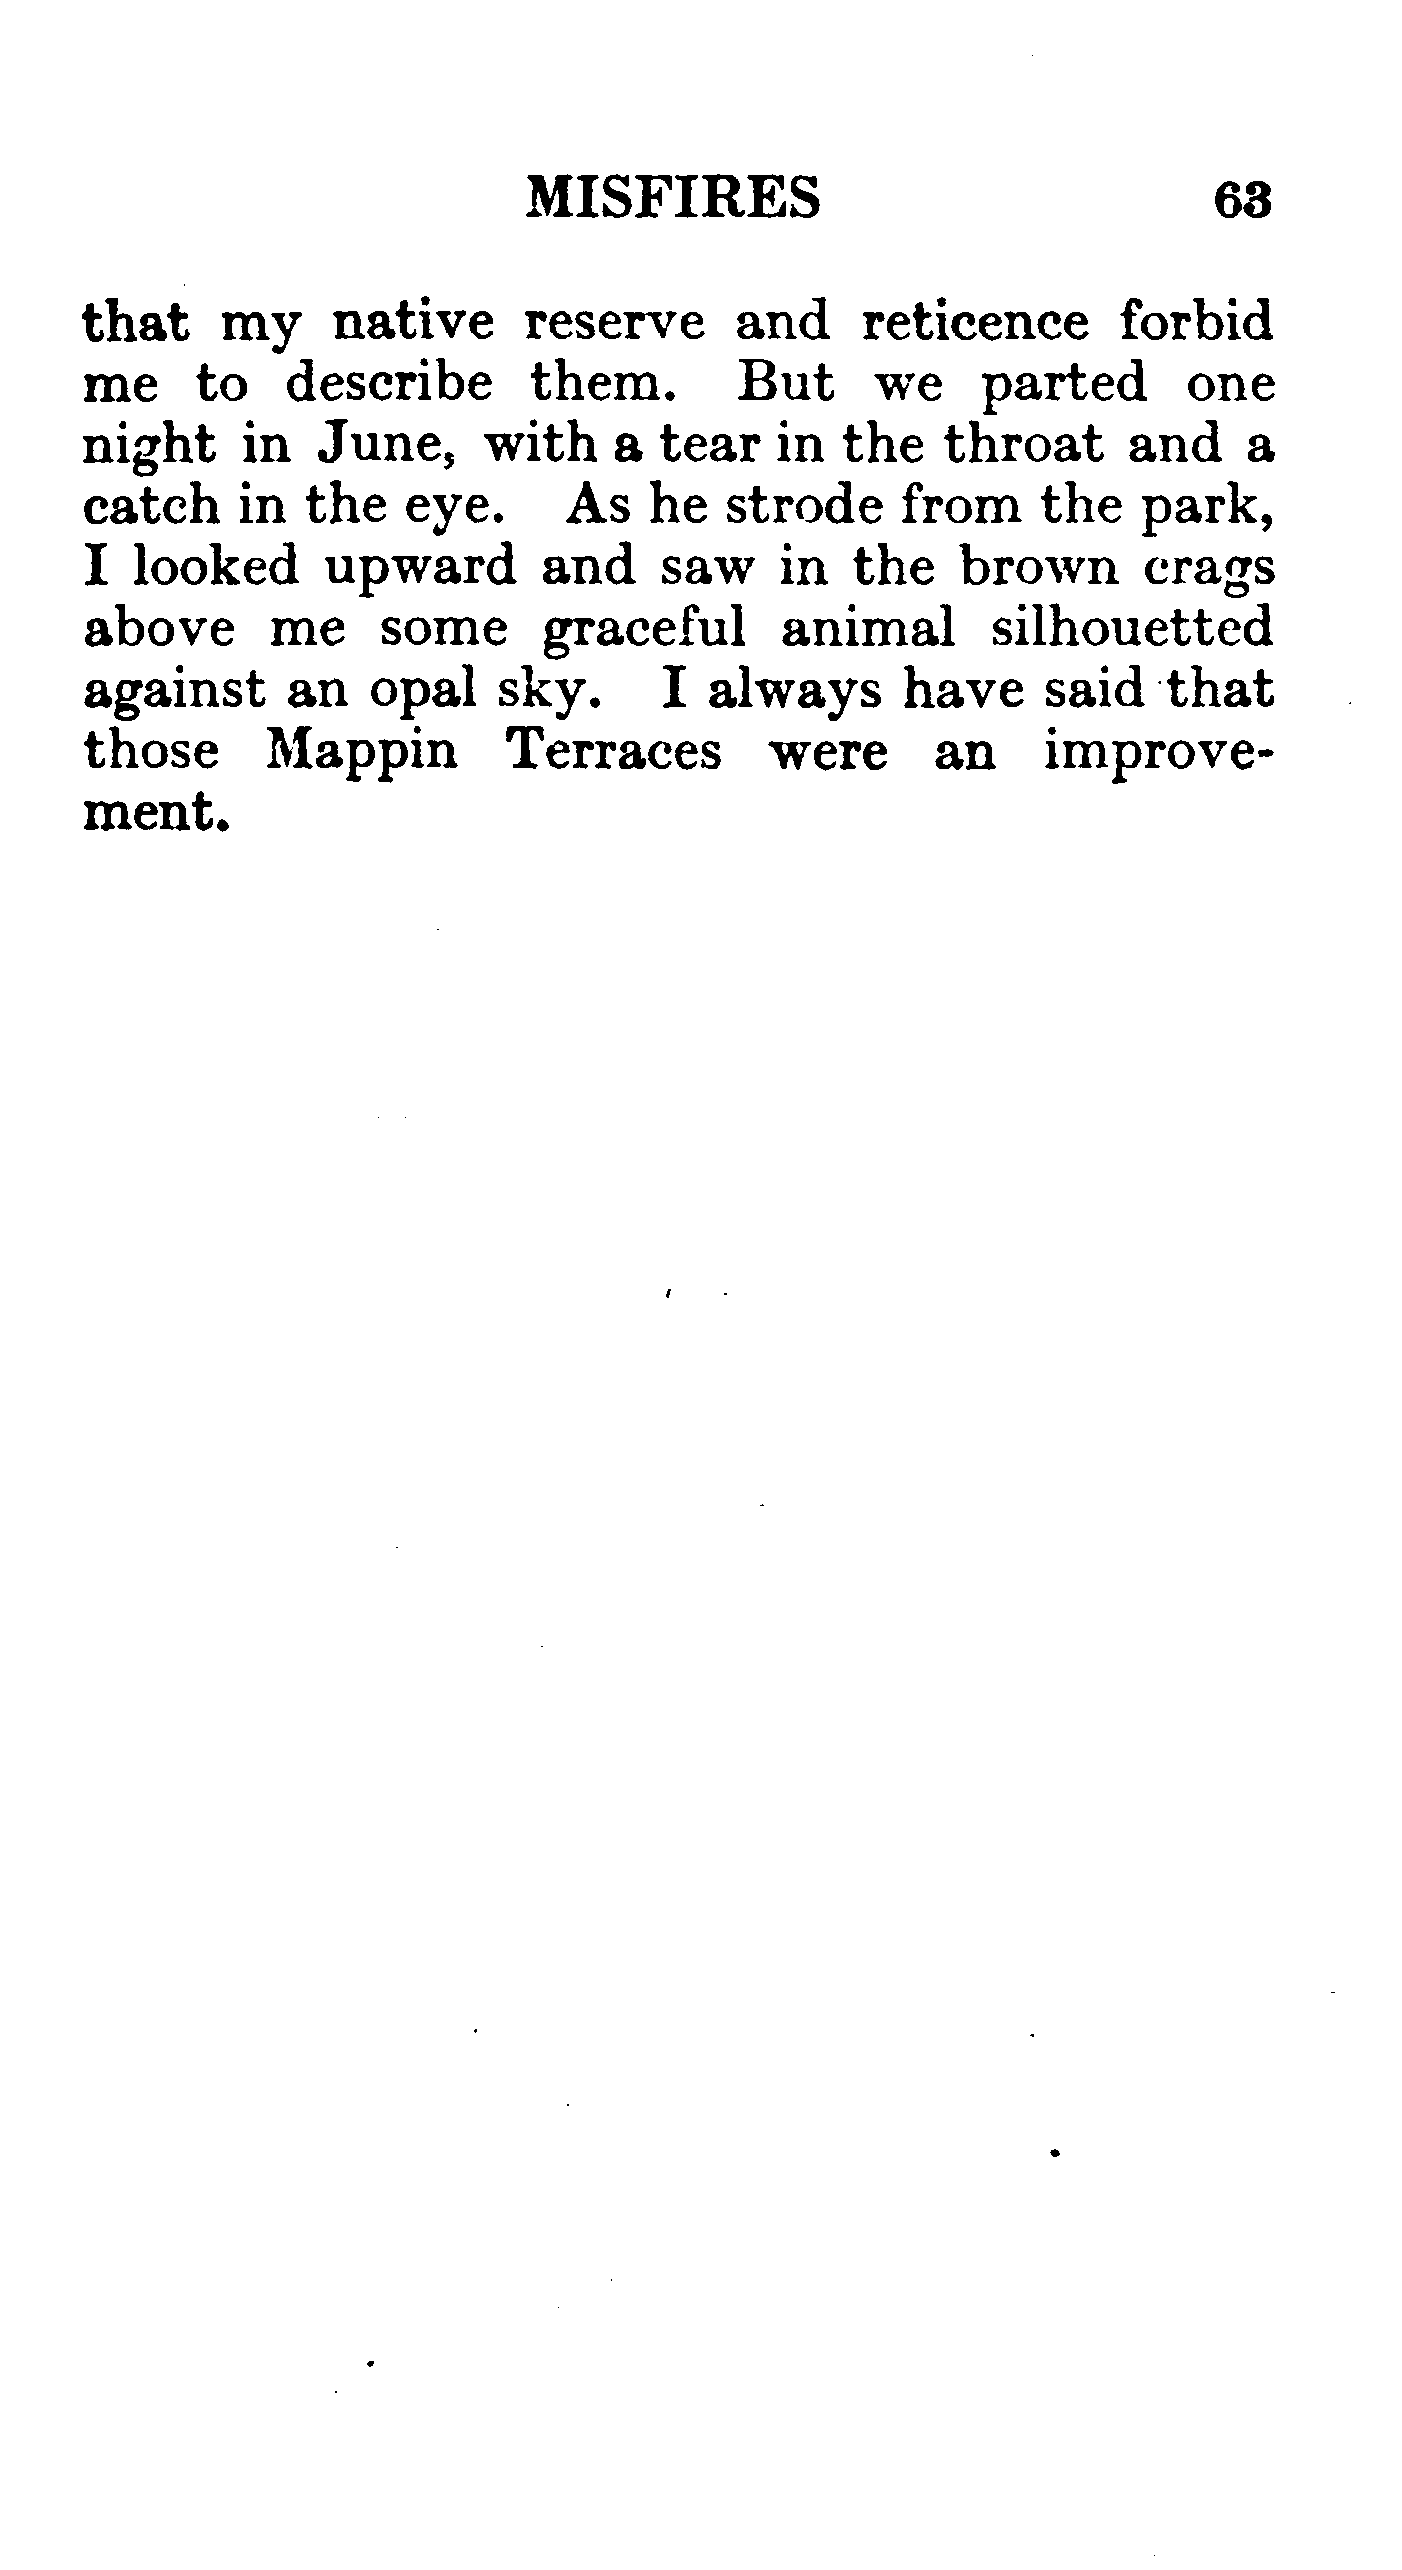 MISFIRES 63
that my native reserve and reticence forbid
me to describe them. But we parted one
night in June, with a tear in the throat and a
catch in the eye. As he strode from the park,
I looked upward and saw in the brown crags
above me some graceful animal silhouetted
against an opal sky. I always have said that
those Mappin Terraces were an improve-
ment.